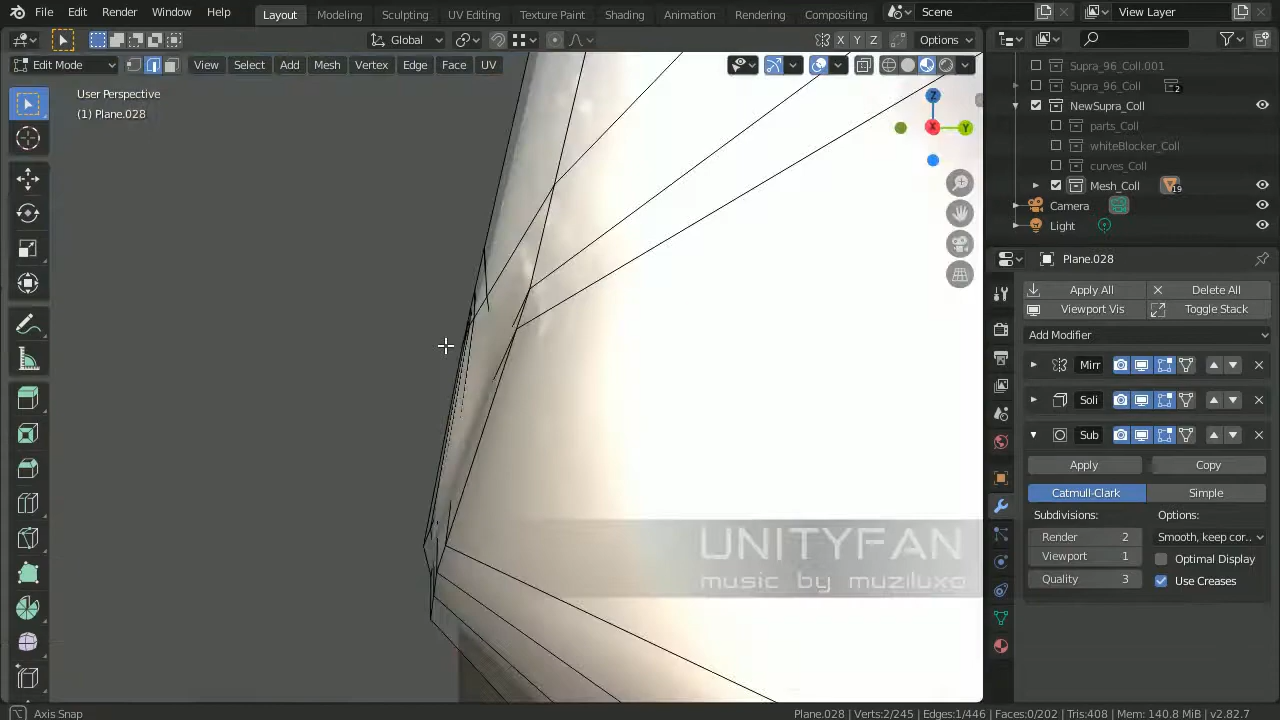 File Edit Render Window Help Layout Modeling Sculpting UV Editing Texture Paint Shading Animation Rendering Compositing Scene View Layer
Global Options
Edit Mode View Select Add Mesh Vertex Edge Face UV
User Perspective
(1) Plane.028
Z
X
Y
X Y Z
Supra_96_Coll.001
Supra_96_Coll
2
NewSupra_Coll
parts_Coll
whiteBlocker_Coll
curves_Coll
Mesh_Coll
19
Camera
Light
Plane.028
Apply All Delete All
Viewport Vis Toggle Stack
Add Modifier
Mirr
Soli
Sub
Apply Copy
Catmull-Clark Simple
Subdivisions: Options:
Render 2 Smooth, keep cor..
Viewport 1 Optimal Display
Quality 3 Use Creases
UNITYFAN
music by muziluxo
Axis Snap
Plane.028 | Verts:2/245 | Edges:1/446 | Faces:0/202 | Tris:408 | Mem: 140.8 MiB | v2.82.7